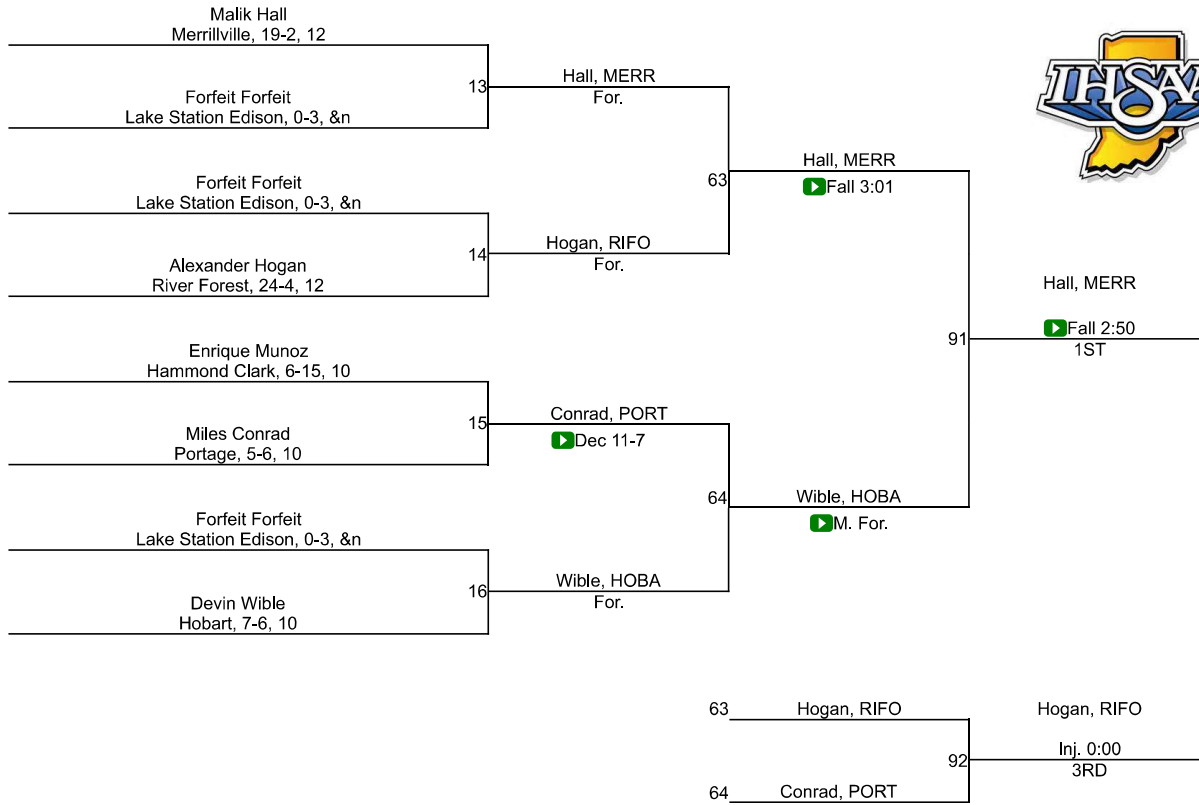 Malik Hall
Merrillville, 19-2, 12
Forfeit Forfeit
Lake Station Edison, 0-3, &n
Forfeit Forfeit
Lake Station Edison, 0-3, &n
Alexander Hogan
River Forest, 24-4, 12
Enrique Munoz
Hammond Clark, 6-15, 10
Miles Conrad
Portage, 5-6, 10
Forfeit Forfeit
Lake Station Edison, 0-3, &n
Devin Wible
Hobart, 7-6, 10
13
Hall, MERR
For.
14
Hogan, RIFO
For.
15
Conrad, PORT
Dec 11-7
16
Wible, HOBA
For.
63
Hall, MERR
Fall 3:01
64
Wible, HOBA
M. For.
91
Hall, MERR
Fall 2:50
1ST
63
Hogan, RIFO
64
Conrad, PORT
92
Hogan, RIFO
Inj. 0:00
3RD
IHSAA